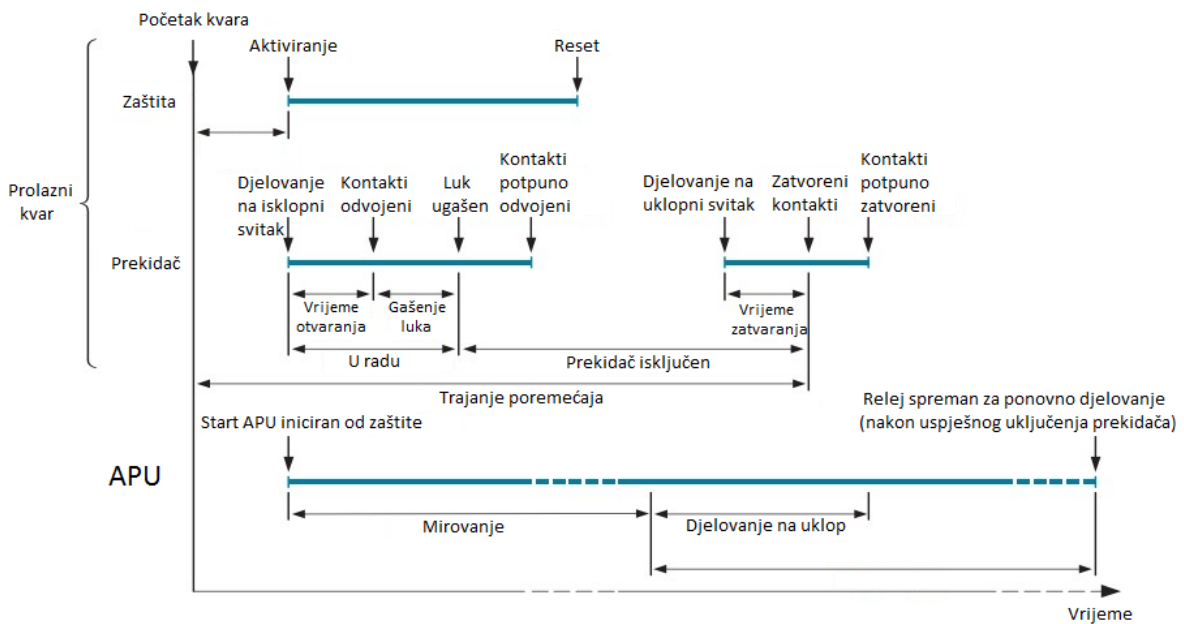 Početak kvara
Aktiviranje
Reset
Zaštita
Prolazni
kvar
Djelovanje
na isklopni
svitak
Kontakti
odvojeni
Luk
ugašen
Kontakti
potpuno
odvojeni
Djelovanje na
uklopni svitak
Zatvoreni
kontakti
Kontakti
potpuno
zatvoreni
Prekidač
Vrijeme
otvaranja
Gašenje
luka
Vrijeme
zatvaranja
U radu
Prekidač isključen
Trajanje poremećaja
Start APU iniciran od zaštite
Relej spreman za ponovno djelovanje
(nakon uspješnog uključenja prekidača)
APU
Mirovanje
Djelovanje na uklop
Vrijeme